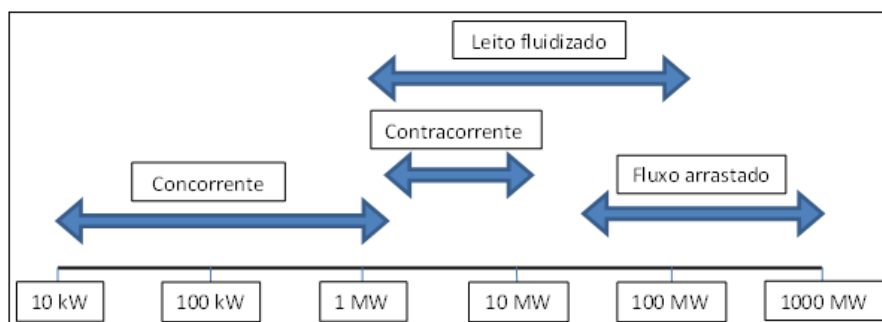 Leito fluidizado
Contracorrente
Concorrente
Fluxo arrastado
10 kW
100 kW
1 MW
10 MW
100 MW
1000 MW